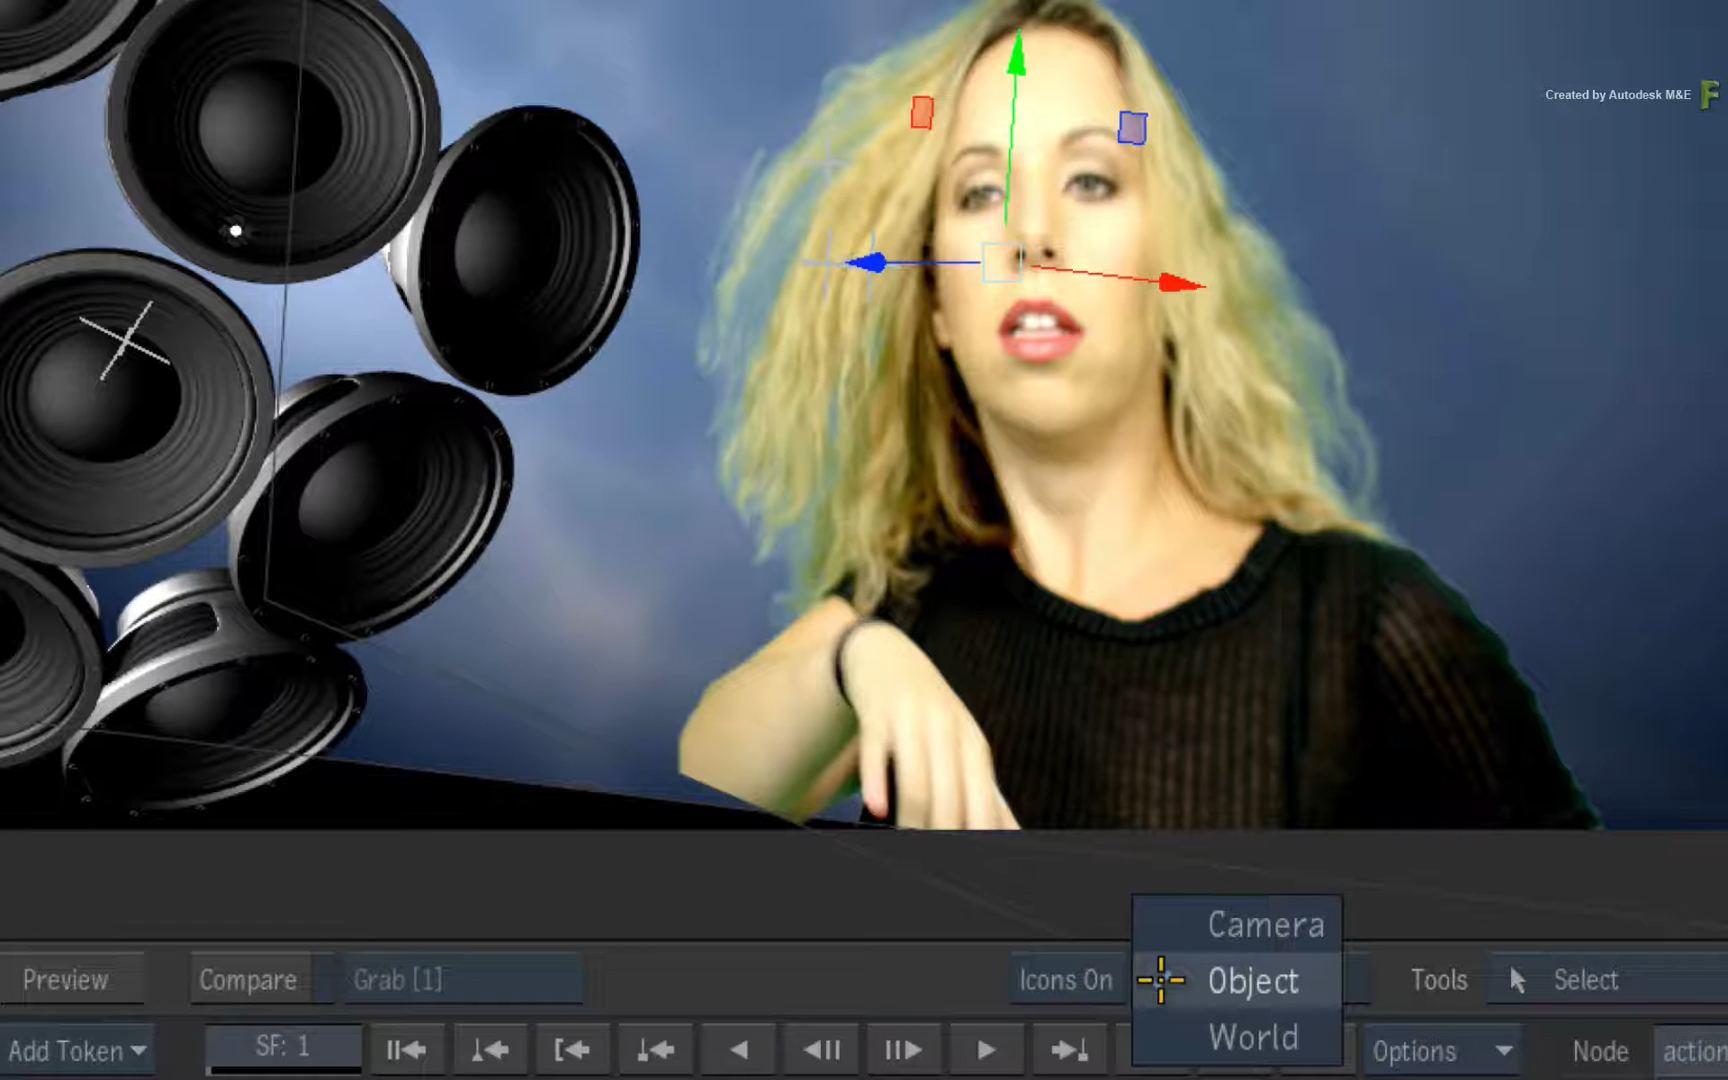 Created by Autodesk M&E
Camera
Preview
Compare
Grab [1]
Icons On
Object
Tools
Select
Add Token
SF: 1
World
Options
Node
action